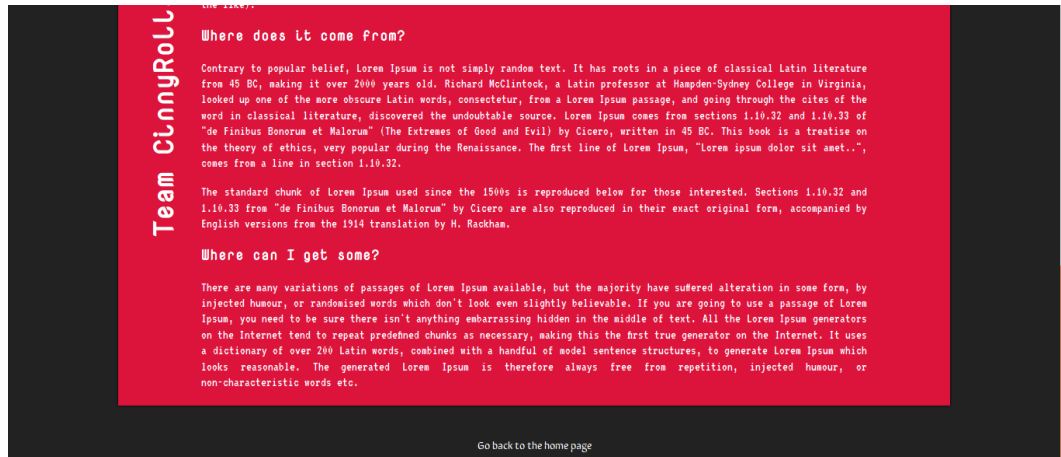 the like).
Team CinnyRoll
Where does it come from?
Contrary to popular belief, Lorem Ipsum is not simply random text. It has roots in a piece of classical Latin literature
from 45 BC, making it over 2000 years old. Richard McClintock, a Latin professor at Hampden-Sydney College in Virginia,
looked up one of the more obscure Latin words, consectetur, from a Lorem Ipsum passage, and going through the cites of the
word in classical literature, discovered the undoubtable source. Lorem Ipsum comes from sections 1.10.32 and 1.10.33 of
"de Finibus Bonorum et Malorum" (The Extremes of Good and Evil) by Cicero, written in 45 BC. This book is a treatise on
the theory of ethics, very popular during the Renaissance. The first line of Lorem Ipsum, "Lorem ipsum dolor sit amet..",
comes from a line in section 1.10.32.
The standard chunk of Lorem Ipsum used since the 1500s is reproduced below for those interested. Sections 1.10.32 and
1.10.33 from "de Finibus Bonorum et Malorum" by Cicero are also reproduced in their exact original form, accompanied by
English versions from the 1914 translation by H. Rackham.
Where can I get some?
There are many variations of passages of Lorem Ipsum available, but the majority have suffered alteration in some form, by
injected humour, or randomised words which don't look even slightly believable. If you are going to use a passage of Lorem
Ipsum, you need to be sure there isn't anything embarrassing hidden in the middle of text. All the Lorem Ipsum generators
on the Internet tend to repeat predefined chunks as necessary, making this the first true generator on the Internet. It uses
a dictionary of over 200 Latin words, combined with a handful of model sentence structures, to generate Lorem Ipsum which
looks reasonable. The generated Lorem Ipsum is therefore always free from repetition, injected humour, or
non-characteristic words etc.
Go back to the home page